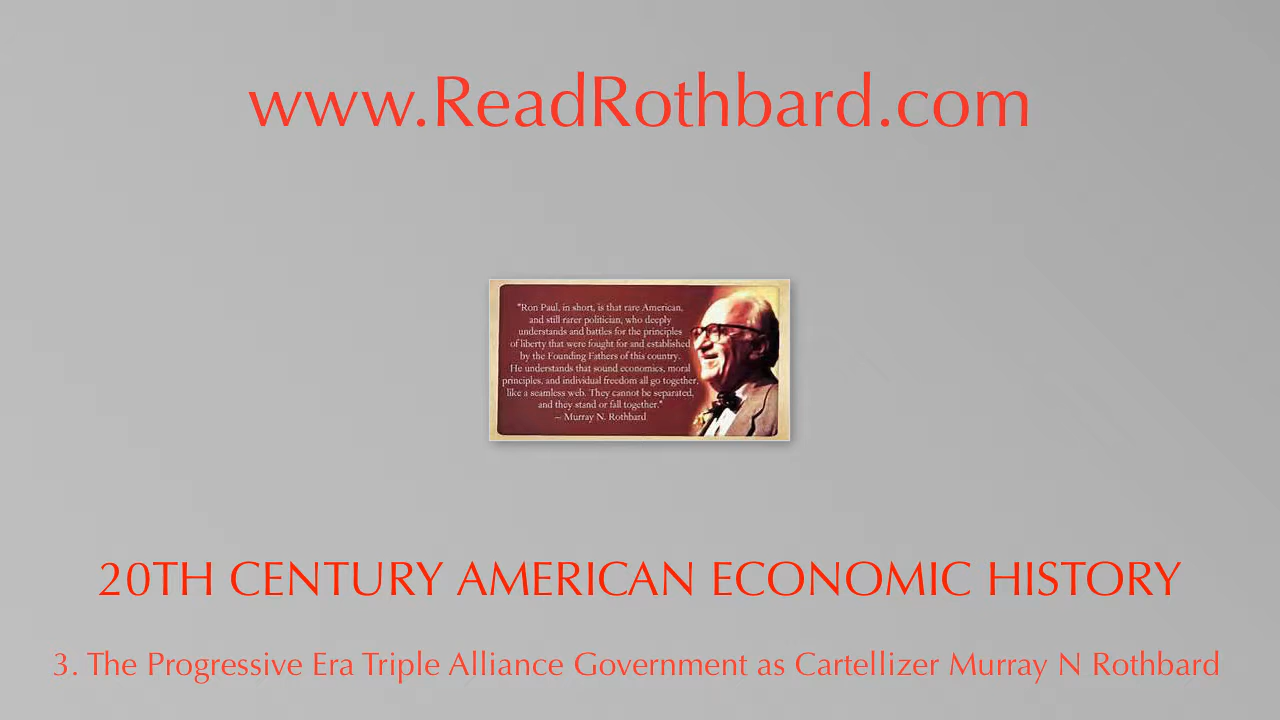 www.ReadRothbard.com
"Ron Paul, in short, is that rare American,
and still rarer politician, who deeply
understands and battles for the principles
of liberty that were fought for and established
by the Founding Fathers of this country.
He understands that sound economics, moral
principles, and individual freedom all go together,
like a seamless web. They cannot be separated,
and they stand or fall together."
– Murray N. Rothbard
20TH CENTURY AMERICAN ECONOMIC HISTORY
3. The Progressive Era Triple Alliance Government as Cartellizer Murray N Rothbard